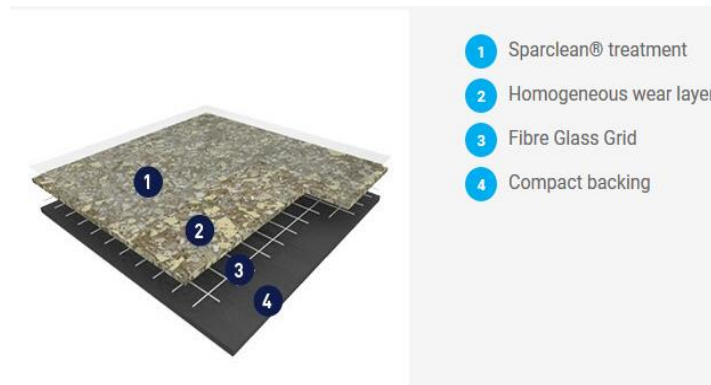 1 Sparclean® treatment
2 Homogeneous wear layer
3 Fibre Glass Grid
4 Compact backing
1
2
3
4